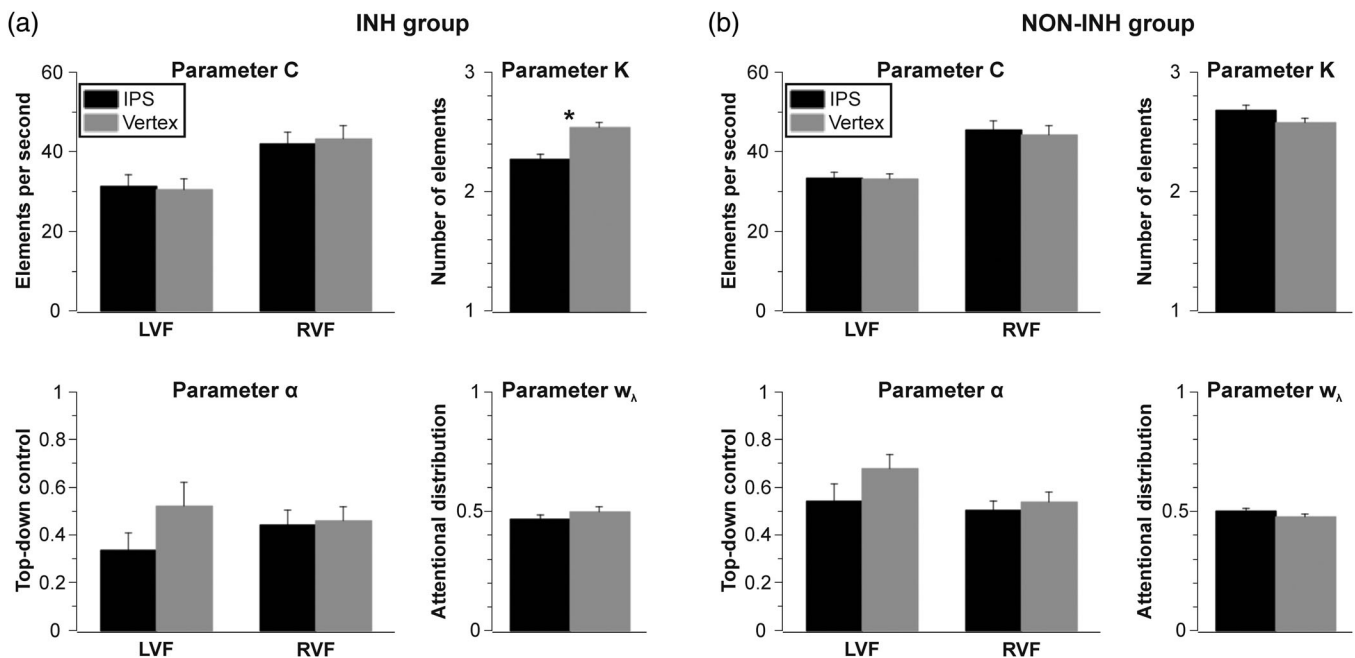 (a)
INH group
Parameter C
Elements per second
60
40
20
0
IPS
Vertex
LVF
RVF
Parameter K
Number of elements
3
2
1
*
Parameter α
Top-down control
1
0.8
0.6
0.4
0.2
0
LVF
RVF
Parameter wλ
Attentional distribution
1
0.5
0
(b)
NON-INH group
Parameter C
Elements per second
60
40
20
0
IPS
Vertex
LVF
RVF
Parameter K
Number of elements
3
2
1
Parameter α
Top-down control
1
0.8
0.6
0.4
0.2
0
LVF
RVF
Parameter wλ
Attentional distribution
1
0.5
0